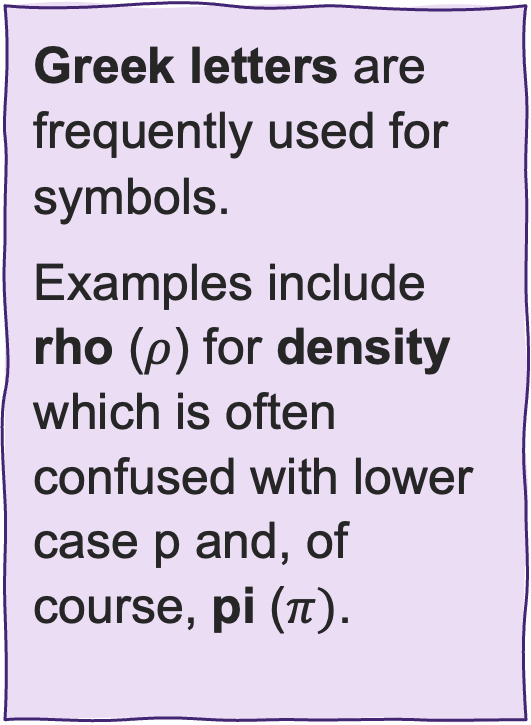 Greek letters are
frequently used for
symbols.
Examples include
rho (ρ) for density
which is often
confused with lower
case p and, of
course, pi (π).